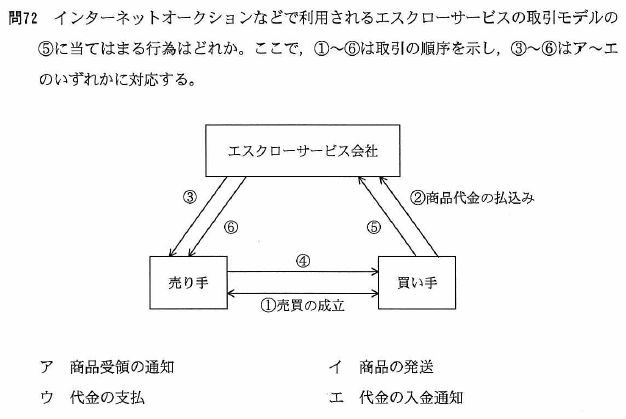 問72 インターネットオークションなどで利用されるエスクローサービスの取引モデルの
⑤に当てはまる行為はどれか。ここで，①～⑥は取引の順序を示し，③～⑥はア～エ
のいずれかに対応する。
エスクローサービス会社
③
⑥
⑤
②商品代金の払込み
売り手
④
買い手
①売買の成立
ア 商品受領の通知
イ 商品の発送
ウ 代金の支払
エ 代金の入金通知